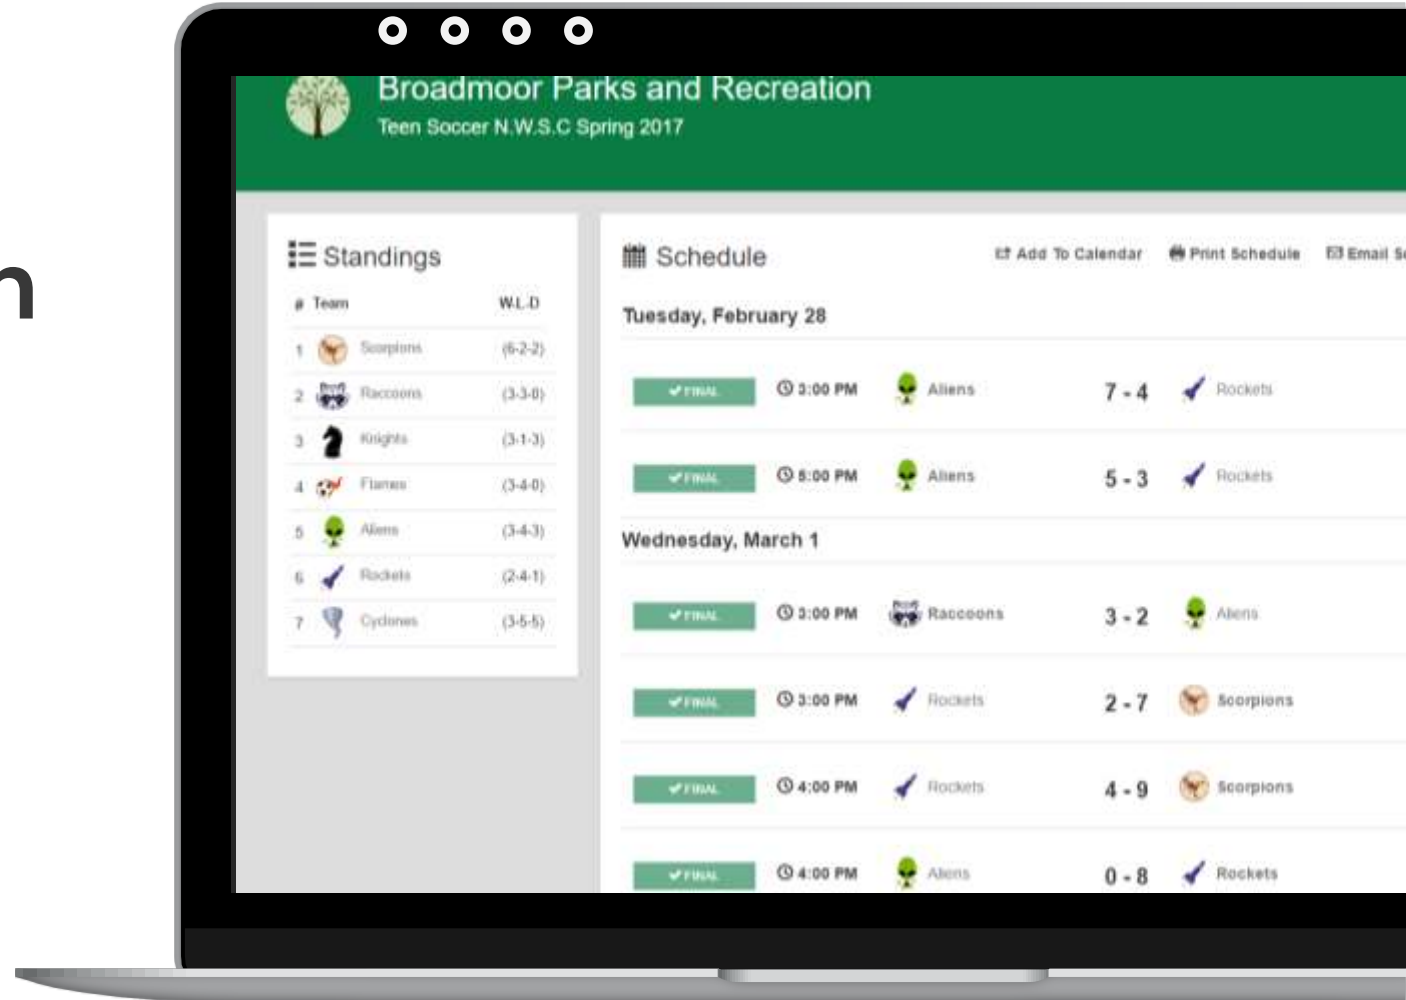 n
Broadmoor Parks and Recreation
Teen Soccer N.W.S.C Spring 2017
Standings
# Team W-L-D
1 Scorpions (6-2-2)
2 Raccoons (3-3-0)
3 Knights (3-1-3)
4 Flames (3-4-0)
5 Aliens (3-4-3)
6 Rockets (2-4-1)
7 Cyclones (3-5-5)
Schedule Add To Calendar Print Schedule Email
Tuesday, February 28
FINAL 3:00 PM Aliens 7 - 4 Rockets
FINAL 5:00 PM Aliens 5 - 3 Rockets
Wednesday, March 1
FINAL 3:00 PM Raccoons 3 - 2 Aliens
FINAL 3:00 PM Rockets 2 - 7 Scorpions
FINAL 4:00 PM Rockets 4 - 9 Scorpions
FINAL 4:00 PM Aliens 0 - 8 Rockets